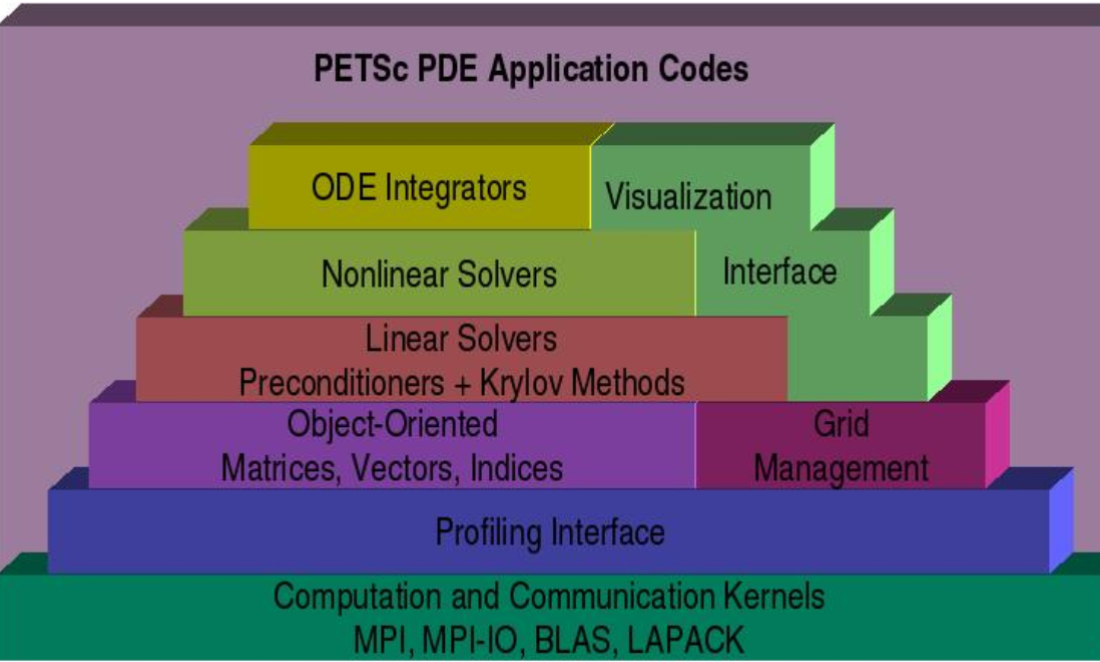 PETSc PDE Application Codes
ODE Integrators
Visualization
Nonlinear Solvers
Interface
Linear Solvers
Preconditioners + Krylov Methods
Object-Oriented
Matrices, Vectors, Indices
Grid
Management
Profiling Interface
Computation and Communication Kernels
MPI, MPI-IO, BLAS, LAPACK